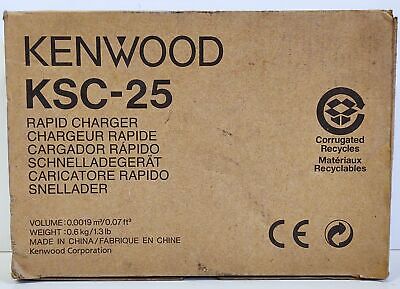 KENWOOD
KSC-25
RAPID CHARGER
CHARGEUR RAPIDE
CARGADOR RÁPIDO
SCHNELLADEGERÄT
CARICATORE RAPIDO
SNELLADER
VOLUME : 0.0019 m³/0.07 ft³
WEIGHT : 0.6 kg/1.3 lb
MADE IN CHINA/FABRIQUE EN CHINE
Kenwood Corporation
Corrugated
Recycles
Matériaux
Recyclables
CE